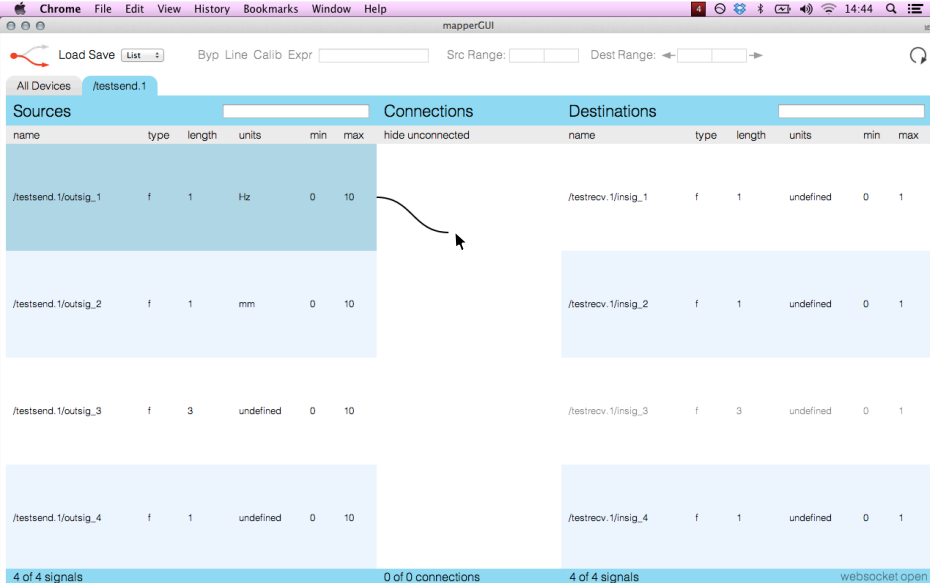 Chrome File Edit View History Bookmarks Window Help 4 14:44
mapperGUI
Load Save List Byp Line Calib Expr Src Range: Dest Range:
All Devices /testsend.1
Sources Connections Destinations
name type length units min max hide unconnected name type length units min max
/testsend.1/outsig_1 f 1 Hz 0 10 /testrecv.1/insig_1 f 1 undefined 0 1
/testsend.1/outsig_2 f 1 mm 0 10 /testrecv.1/insig_2 f 1 undefined 0 1
/testsend.1/outsig_3 f 3 undefined 0 10 /testrecv.1/insig_3 f 3 undefined 0 1
/testsend.1/outsig_4 f 1 undefined 0 10 /testrecv.1/insig_4 f 1 undefined 0 1
4 of 4 signals 0 of 0 connections 4 of 4 signals websocket open